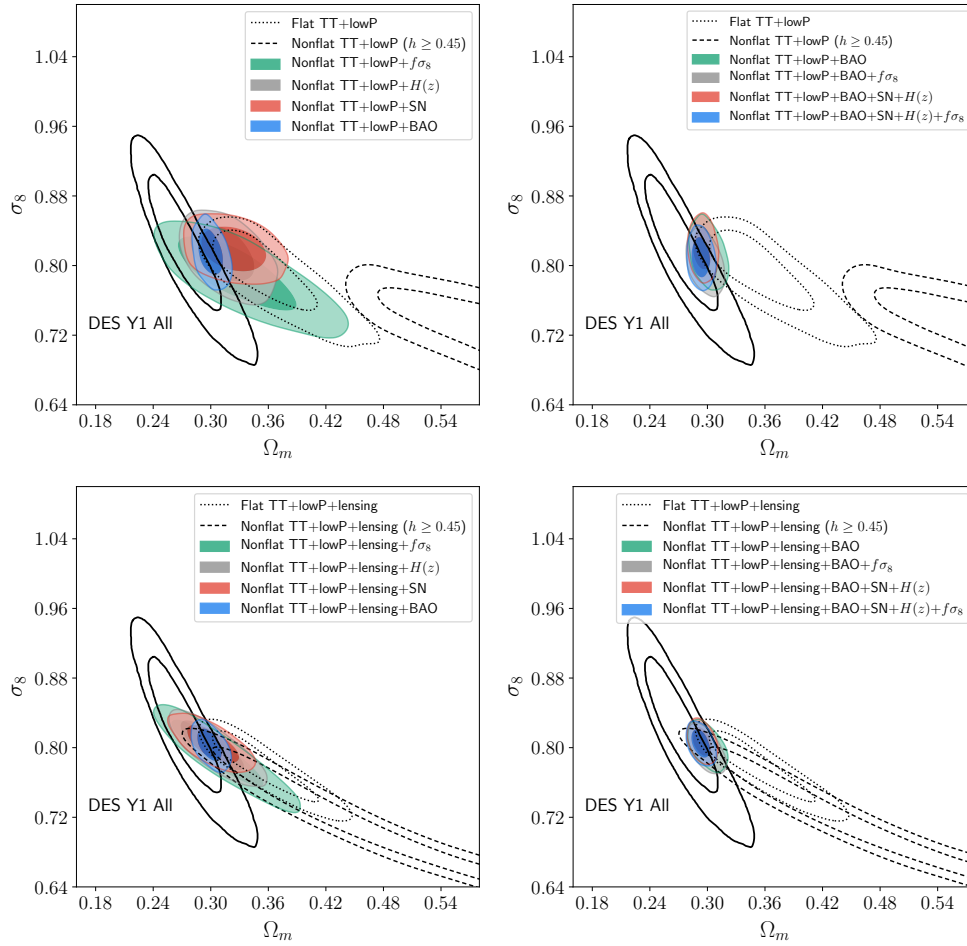 Flat TT+lowP
Nonflat TT+lowP (h ≥ 0.45)
Nonflat TT+lowP+fσ8
Nonflat TT+lowP+H(z)
Nonflat TT+lowP+SN
Nonflat TT+lowP+BAO
1.04
0.96
0.88
0.80
0.72
0.64
σ8
DES Y1 All
0.18 0.24 0.30 0.36 0.42 0.48 0.54
Ωm
Flat TT+lowP
Nonflat TT+lowP (h ≥ 0.45)
Nonflat TT+lowP+BAO
Nonflat TT+lowP+BAO+fσ8
Nonflat TT+lowP+BAO+SN+H(z)
Nonflat TT+lowP+BAO+SN+H(z)+fσ8
1.04
0.96
0.88
0.80
0.72
0.64
σ8
DES Y1 All
0.18 0.24 0.30 0.36 0.42 0.48 0.54
Ωm
Flat TT+lowP+lensing
Nonflat TT+lowP+lensing (h ≥ 0.45)
Nonflat TT+lowP+lensing+fσ8
Nonflat TT+lowP+lensing+H(z)
Nonflat TT+lowP+lensing+SN
Nonflat TT+lowP+lensing+BAO
1.04
0.96
0.88
0.80
0.72
0.64
σ8
DES Y1 All
0.18 0.24 0.30 0.36 0.42 0.48 0.54
Ωm
Flat TT+lowP+lensing
Nonflat TT+lowP+lensing (h ≥ 0.45)
Nonflat TT+lowP+lensing+BAO
Nonflat TT+lowP+lensing+BAO+fσ8
Nonflat TT+lowP+lensing+BAO+SN+H(z)
Nonflat TT+lowP+lensing+BAO+SN+H(z)+fσ8
1.04
0.96
0.88
0.80
0.72
0.64
σ8
DES Y1 All
0.18 0.24 0.30 0.36 0.42 0.48 0.54
Ωm